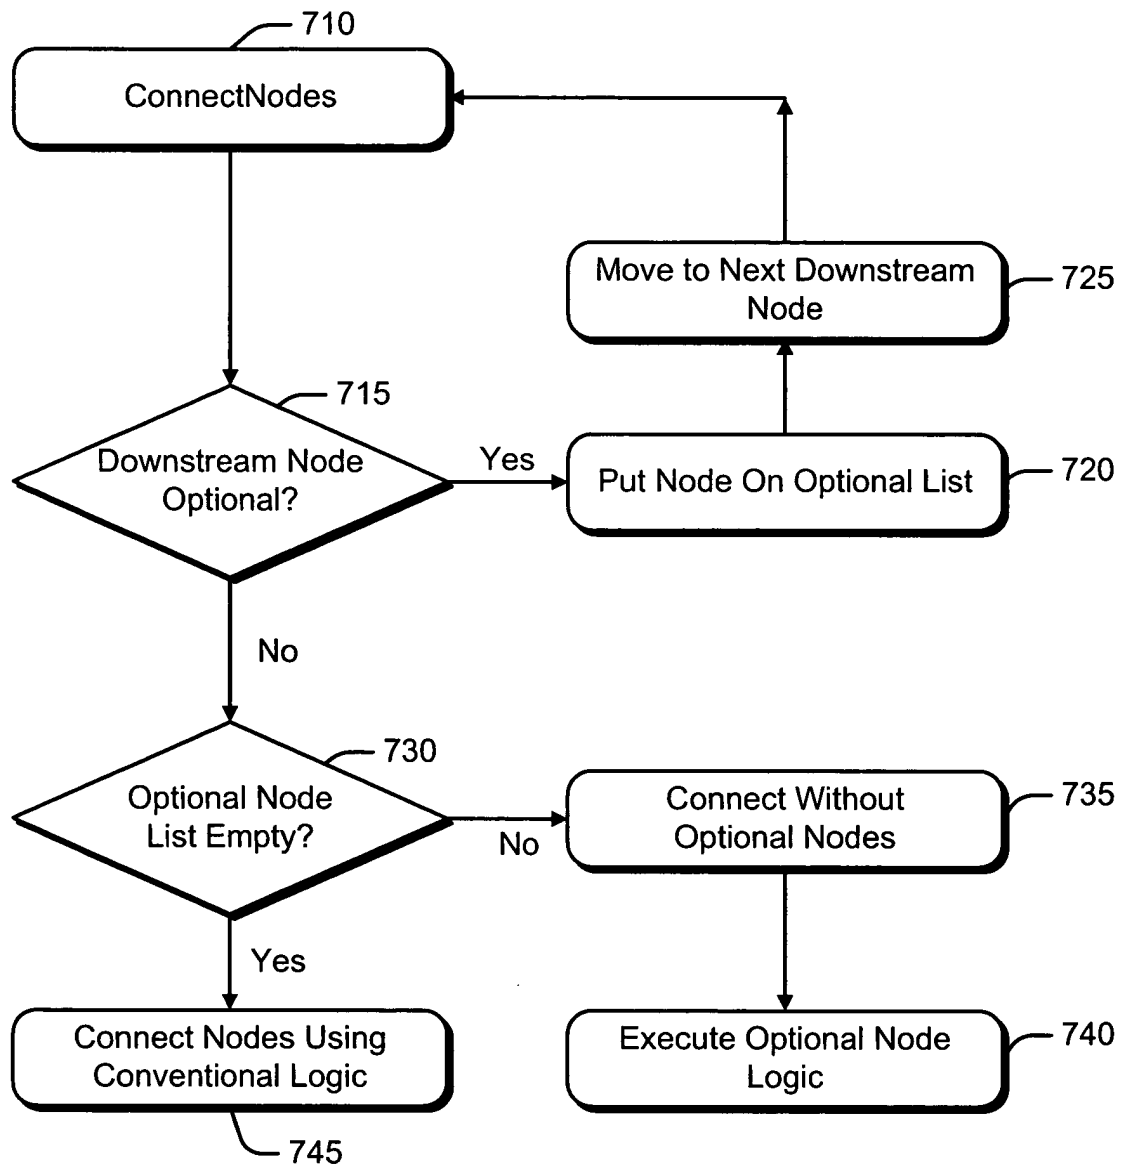 710
ConnectNodes
Move to Next Downstream
Node
725
715
Downstream Node
Optional?
Yes
Put Node On Optional List
720
No
730
Optional Node
List Empty?
No
Connect Without
Optional Nodes
735
Yes
Connect Nodes Using
Conventional Logic
745
Execute Optional Node
Logic
740